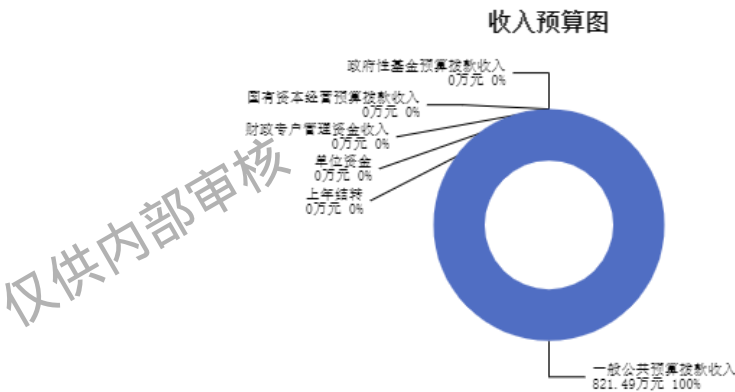 收入预算图
政府性基金预算拨款收入
0万元 0%
国有资本经营预算拨款收入
0万元 0%
财政专户管理资金收入
0万元 0%
单位资金
0万元 0%
上年结转
0万元 0%
仅供内部审核
一般公共预算拨款收入
821.49万元 100%